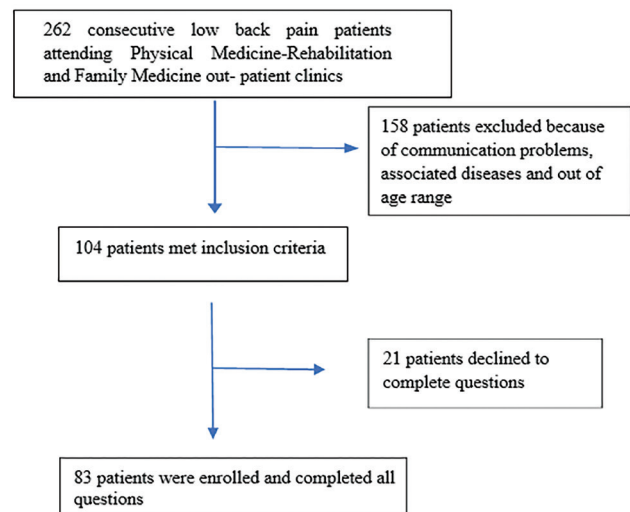 262 consecutive low back pain patients
attending Physical Medicine-Rehabilitation
and Family Medicine out- patient clinics
158 patients excluded because
of communication problems,
associated diseases and out of
age range
104 patients met inclusion criteria
21 patients declined to
complete questions
83 patients were enrolled and completed all
questions